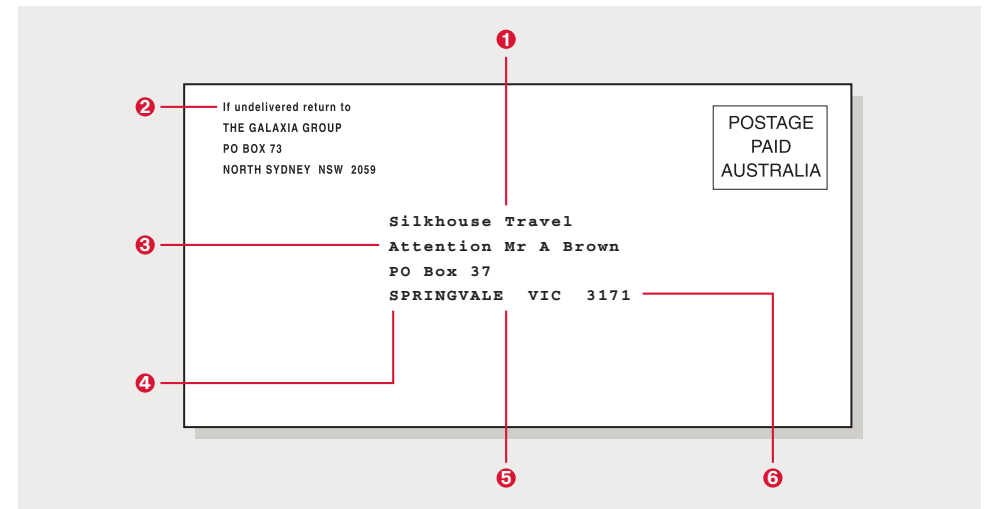 1
2 If undelivered return to
THE GALAXIA GROUP
PO BOX 73
NORTH SYDNEY NSW 2059
POSTAGE
PAID
AUSTRALIA
Silkhouse Travel
3 Attention Mr A Brown
PO Box 37
SPRINGVALE VIC 3171
4
5
6